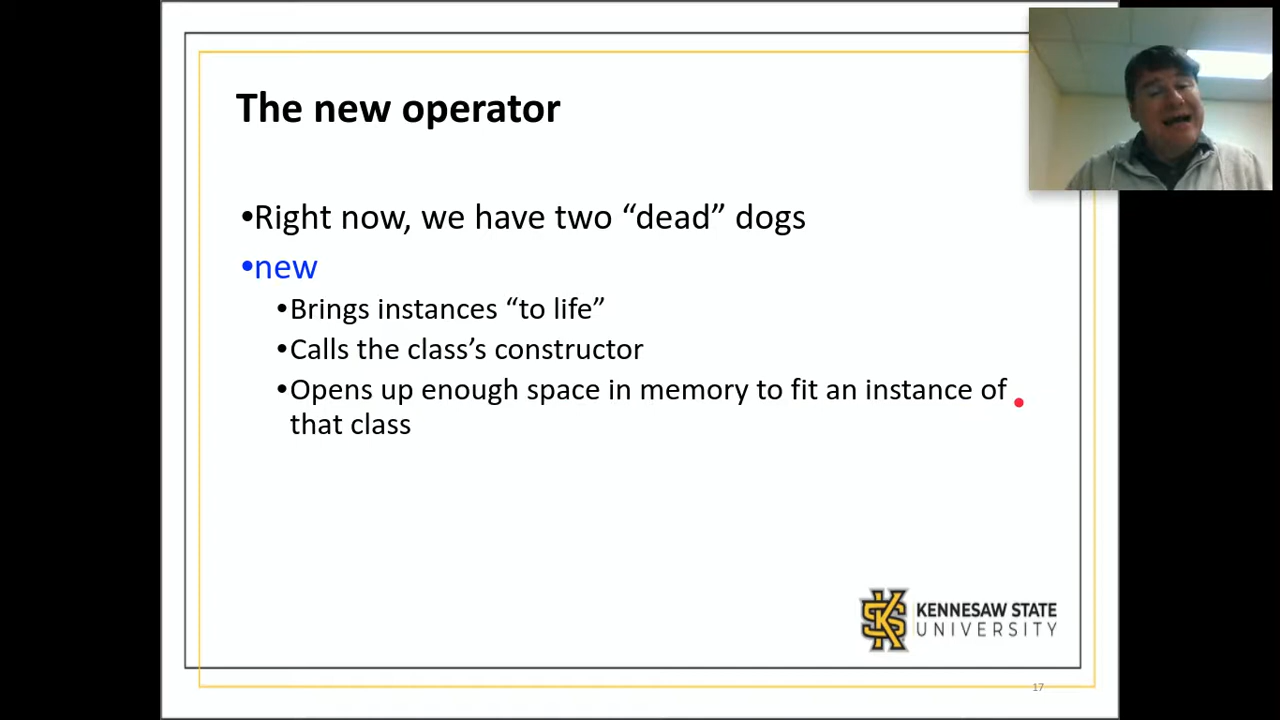 The new operator
•Right now, we have two “dead” dogs
•new
•Brings instances “to life”
•Calls the class’s constructor
•Opens up enough space in memory to fit an instance of
that class
KENNESAW STATE
UNIVERSITY
17